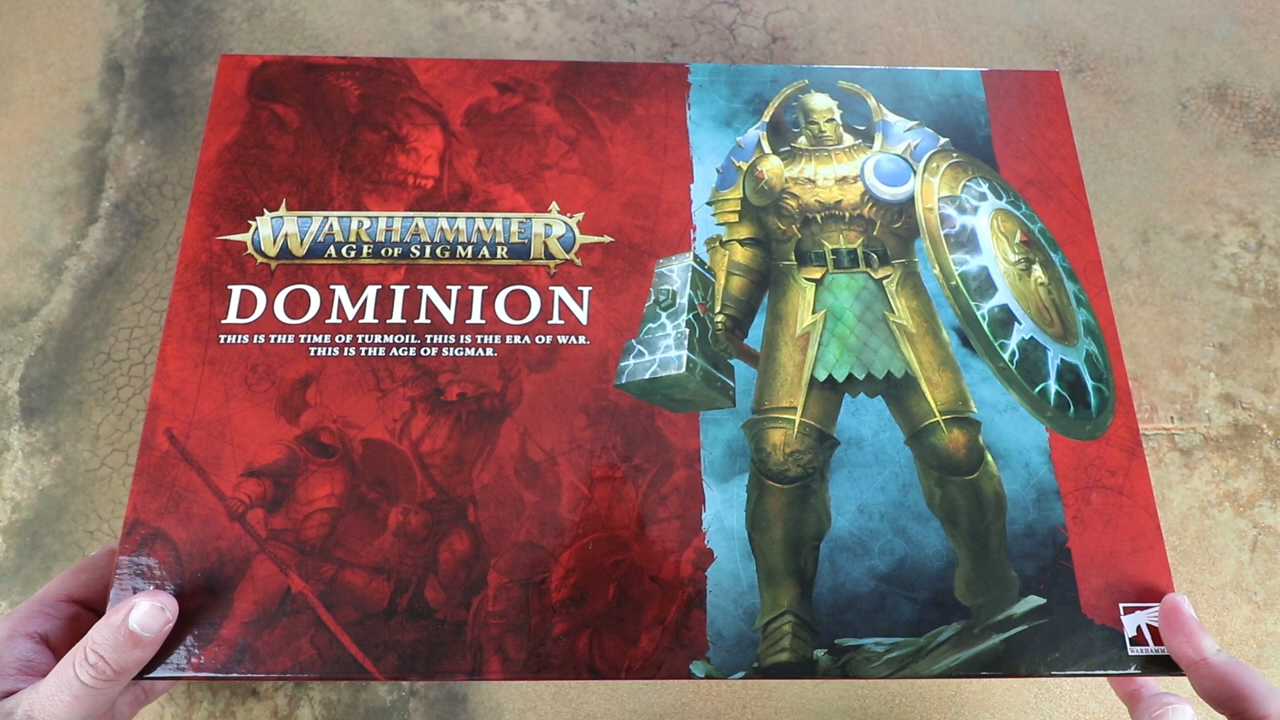 WARHAMMER
AGE OF SIGMAR
DOMINION
THIS IS THE TIME OF TURMOIL. THIS IS THE ERA OF WAR.
THIS IS THE AGE OF SIGMAR.